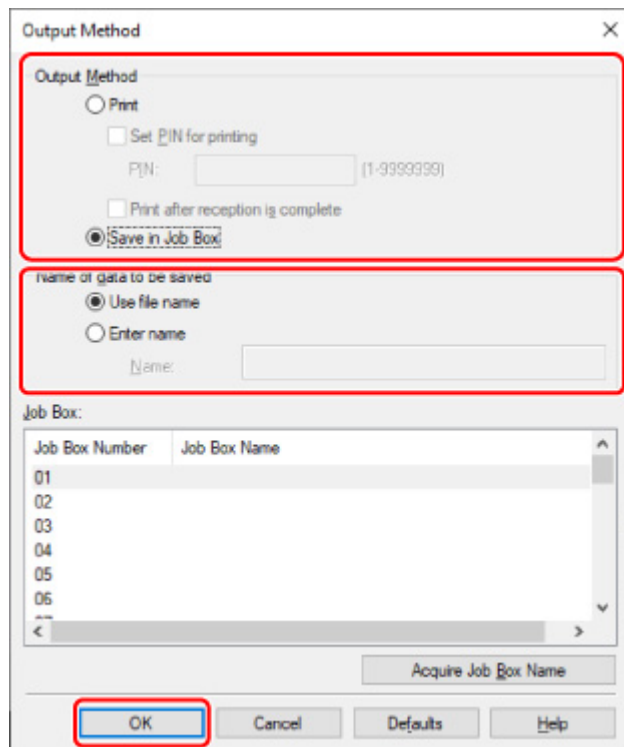 Output Method
Output Method
Print
Set PIN for printing
PIN: (1-9999999)
Print after reception is complete
Save in Job Box
Name of data to be saved
Use file name
Enter name
Name:
Job Box:
Job Box Number Job Box Name
01
02
03
04
05
06
07
Acquire Job Box Name
OK Cancel Defaults Help